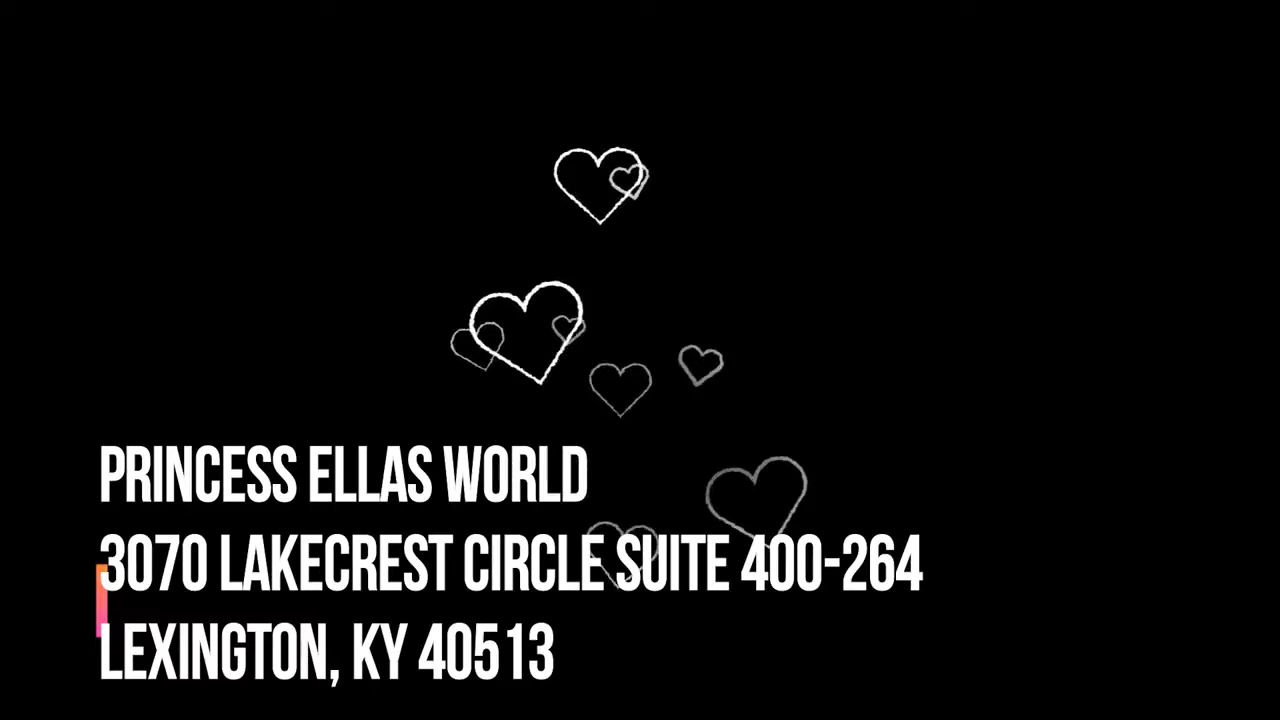 PRINCESS ELLAS WORLD
3070 LAKECREST CIRCLE SUITE 400-264
LEXINGTON, KY 40513